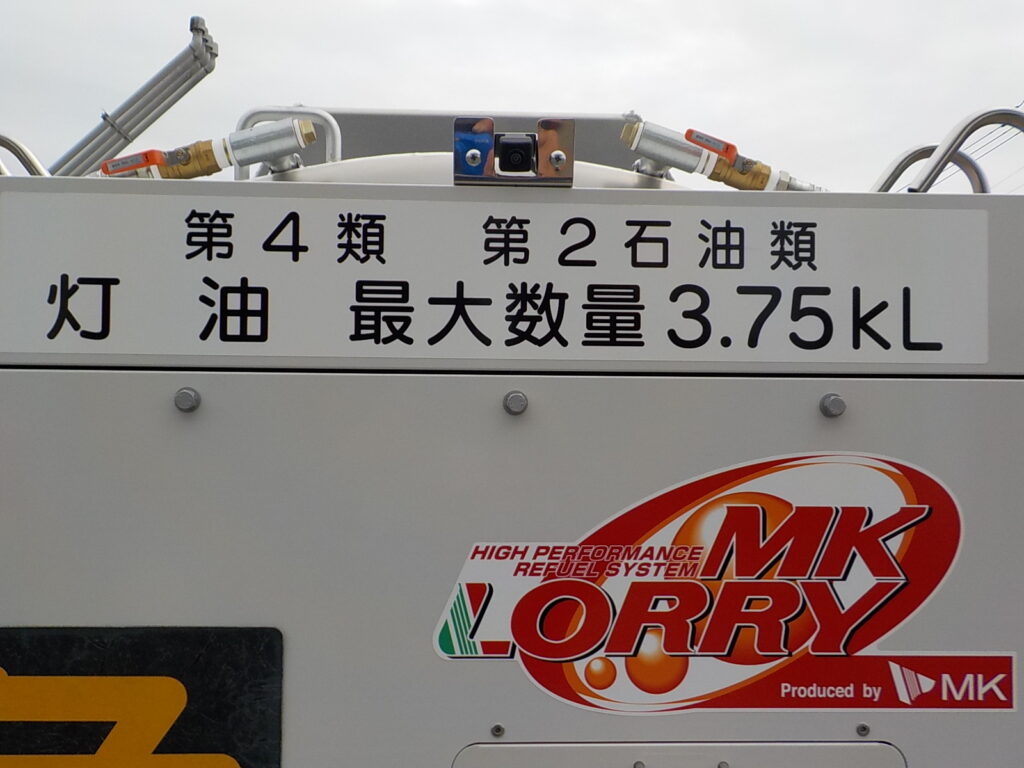 第4類 第2石油類
灯油 最大数量3.75kL
HIGH PERFORMANCE
REFUEL SYSTEM
MK
LORRY
Produced by MK